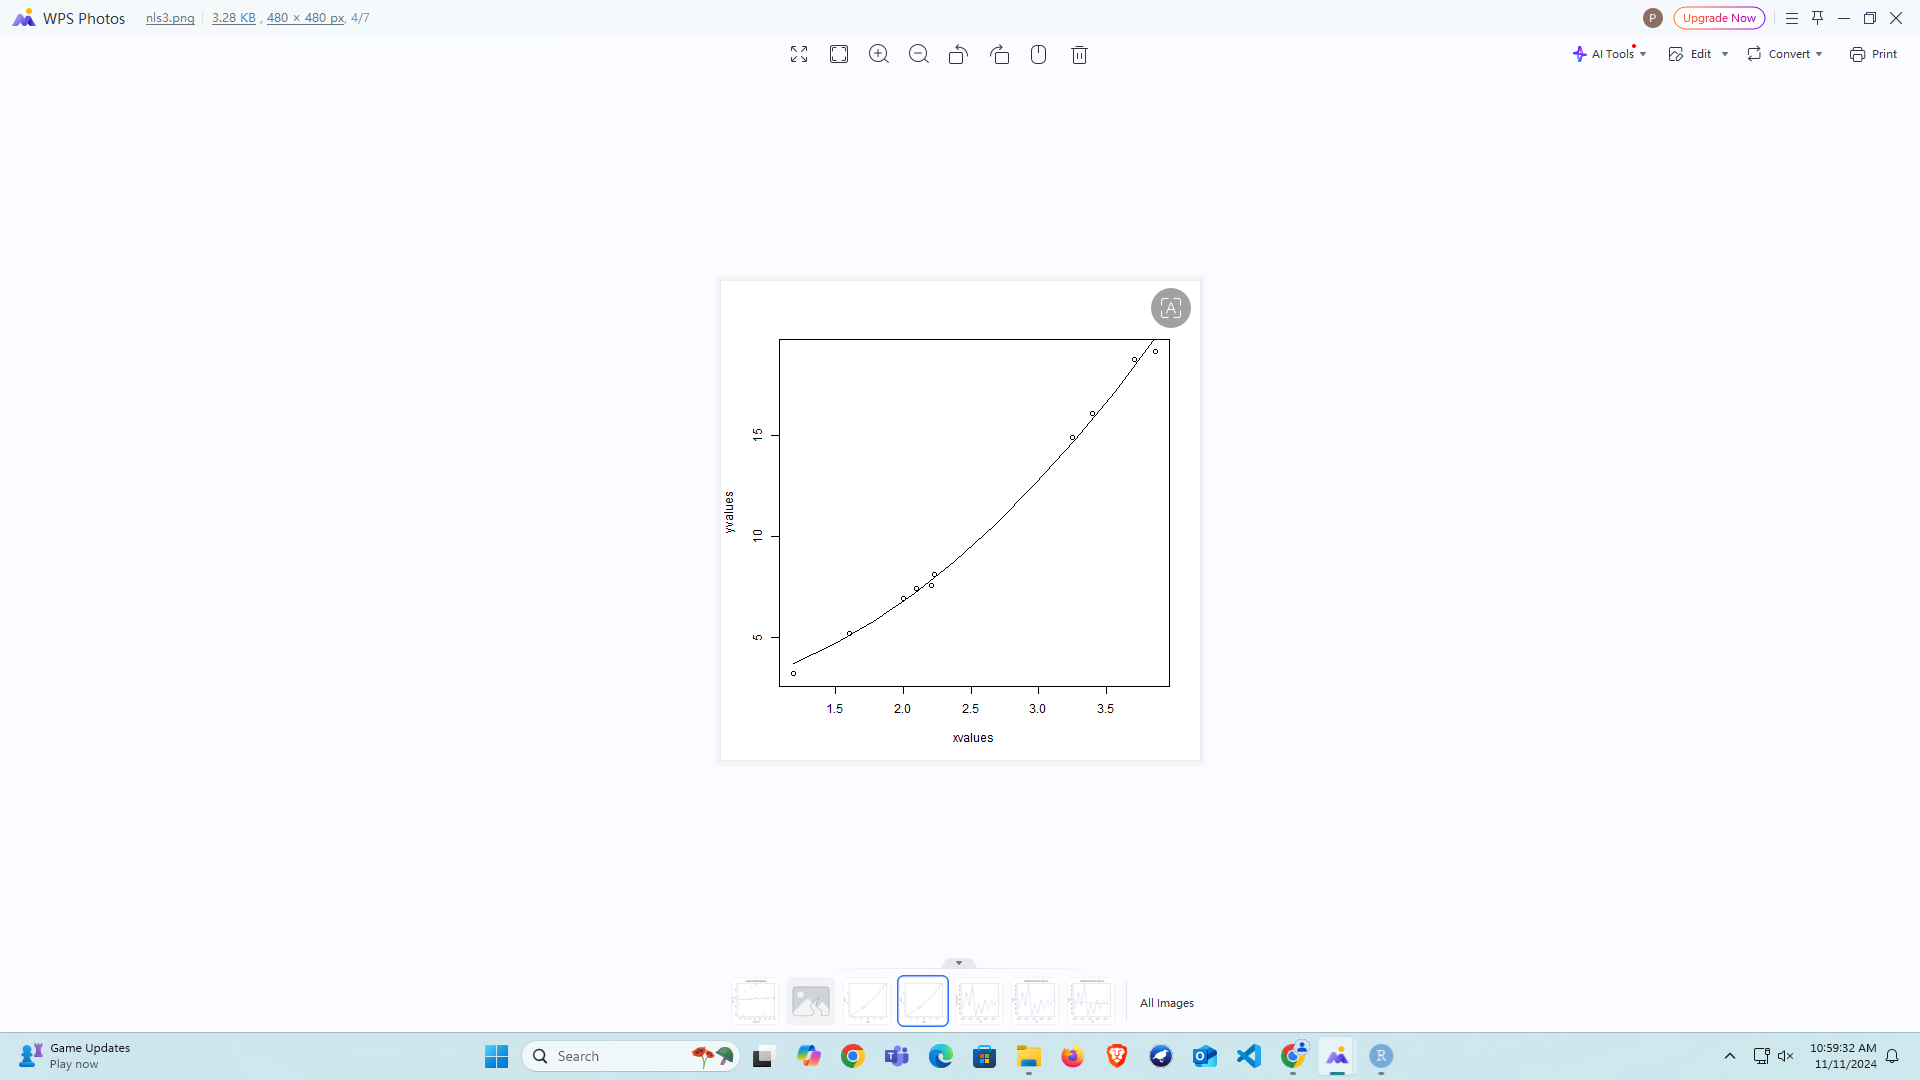 WPS Photos nls3.png 3.28 KB , 480 × 480 px, 4/7 P Upgrade Now
AI Tools Edit Convert Print
A
15
10
5
yvalues
1.5 2.0 2.5 3.0 3.5
xvalues
All Images
Game Updates
Play now
Search
10:59:32 AM
11/11/2024